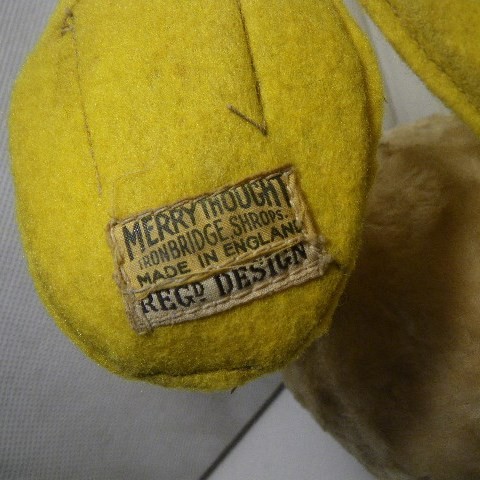 MERRYTHOUGHT
IRONBRIDGE, SHROPS.
MADE IN ENGLAND
REGD DESIGN